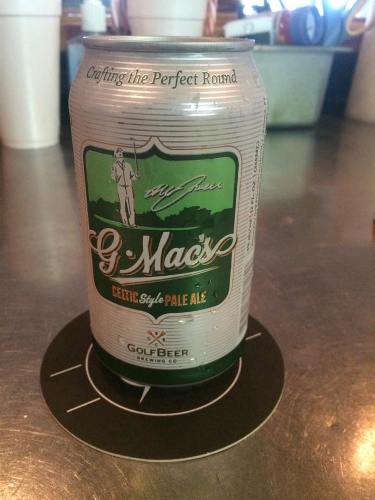 Crafting the Perfect Round
G·Mac's
CELTIC Style PALE ALE
GOLFBEER
BREWING CO.